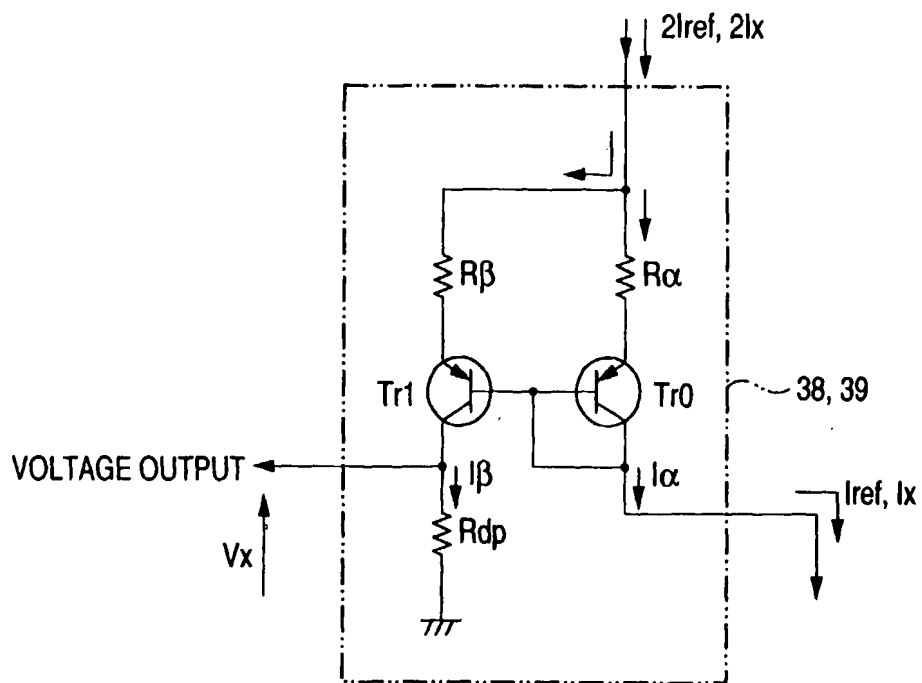 2Iref, 2Ix
Rβ
Rα
Tr1
Tr0
38, 39
VOLTAGE OUTPUT
Iβ
Iα
Iref, Ix
Rdp
Vx